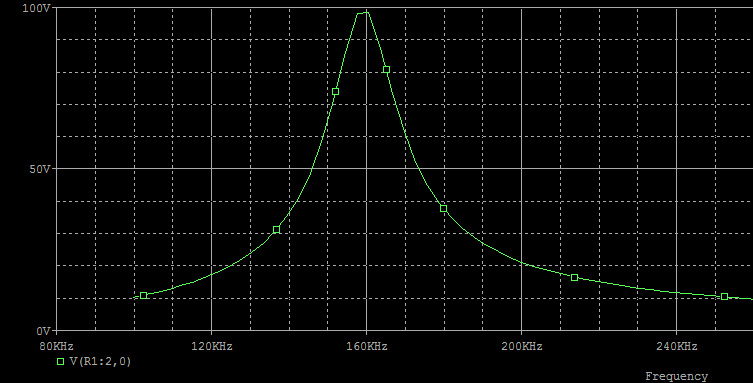 100V
50V
0V
80KHz 120KHz 160KHz 200KHz 240KHz
V(R1:2,0)
Frequency